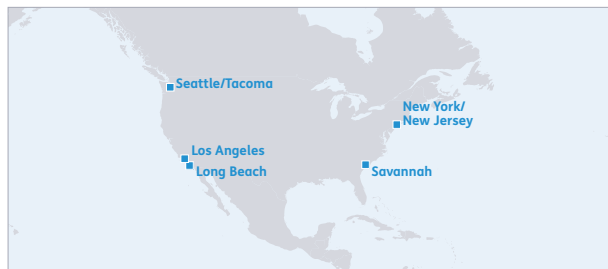 Seattle/Tacoma
New York/
New Jersey
Los Angeles
Long Beach
Savannah